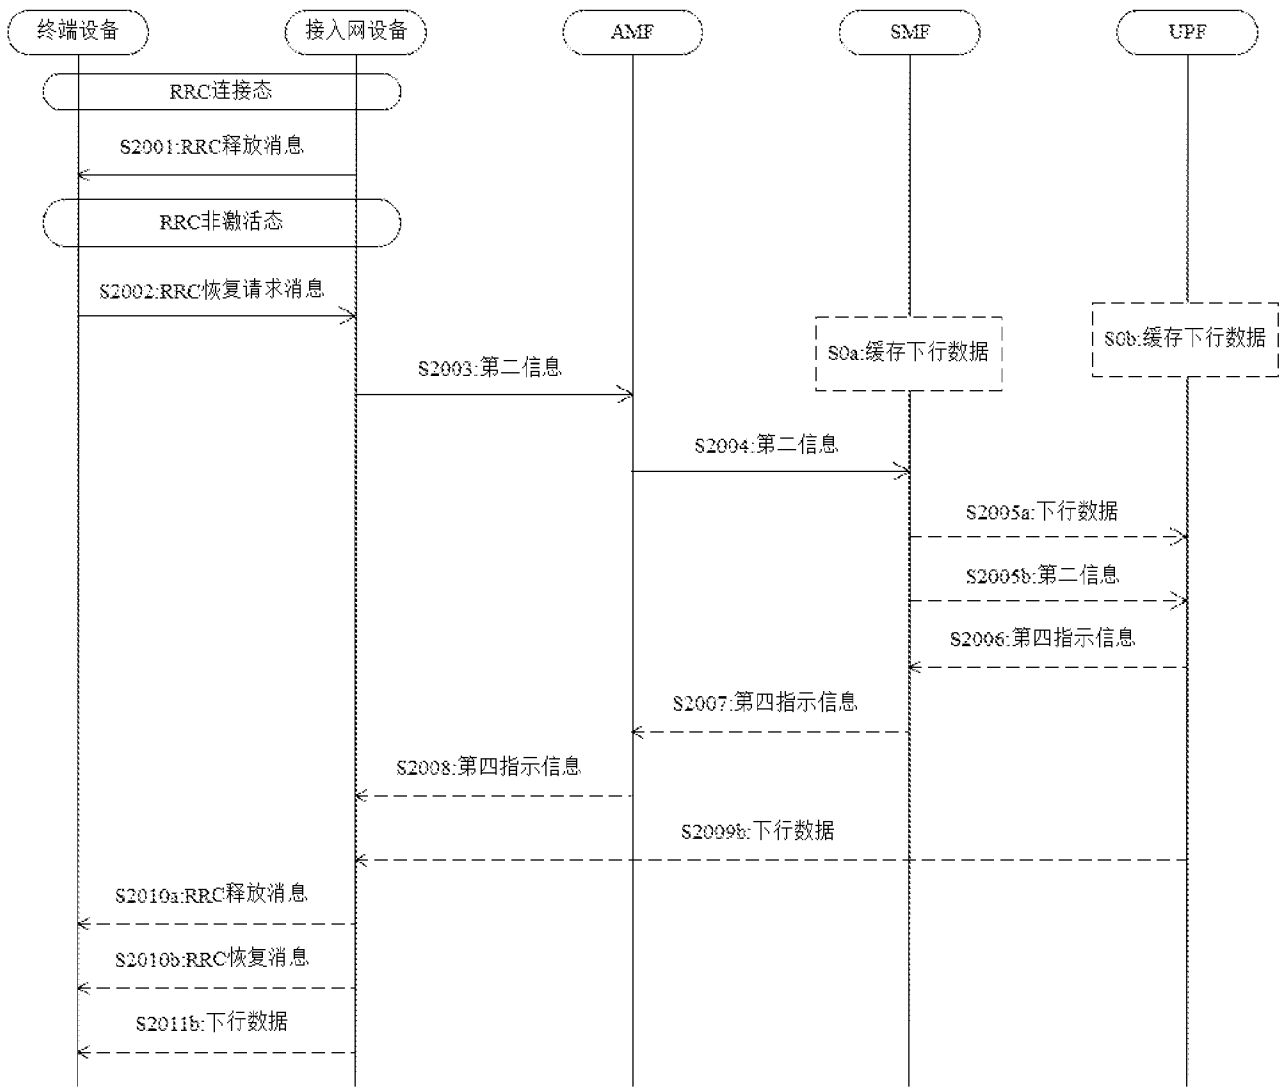 终端设备
接入网设备
AMF
SMF
UPF
RRC连接态
S2001:RRC释放消息
RRC非激活态
S2002:RRC恢复请求消息
S0a:缓存下行数据
S0b:缓存下行数据
S2003:第二信息
S2004:第二信息
S2005a:下行数据
S2005b:第二信息
S2006:第四指示信息
S2007:第四指示信息
S2008:第四指示信息
S2009b:下行数据
S2010a:RRC释放消息
S2010b:RRC恢复消息
S2011b:下行数据